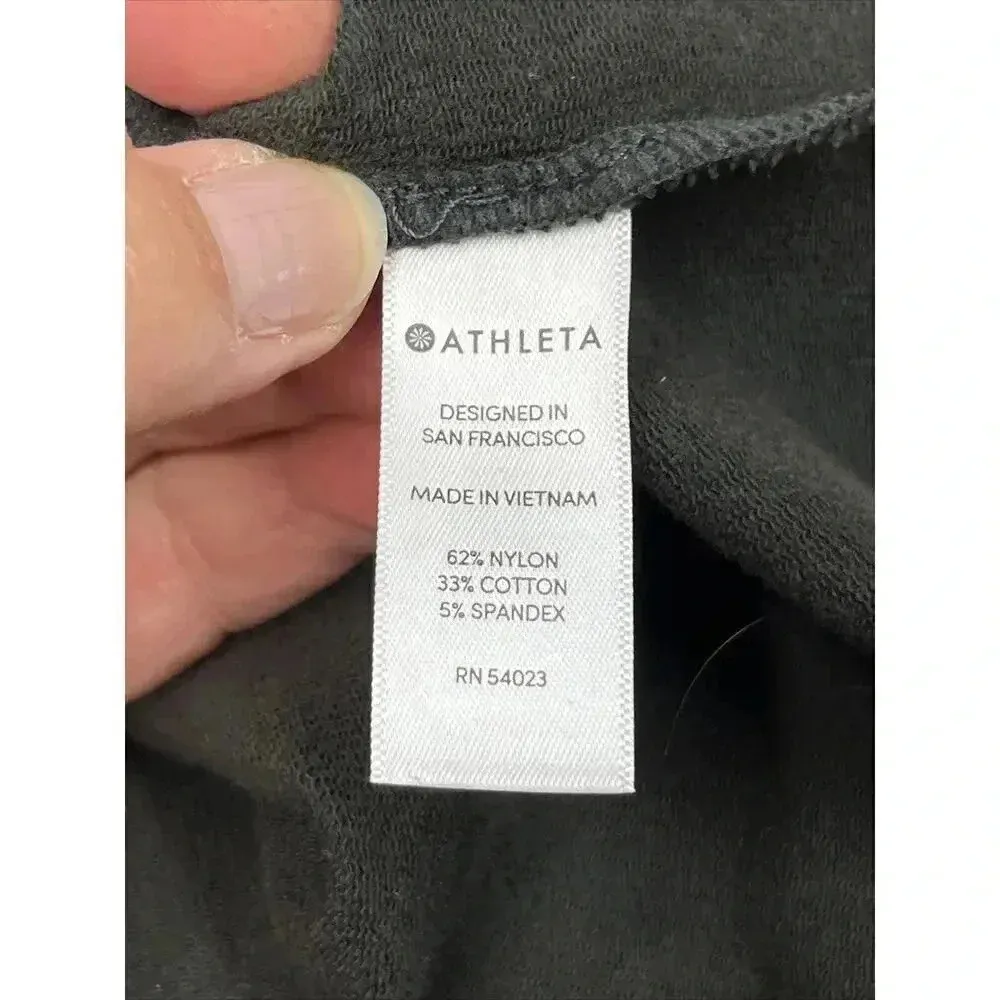 ATHLETA
DESIGNED IN
SAN FRANCISCO
MADE IN VIETNAM
62% NYLON
33% COTTON
5% SPANDEX
RN 54023